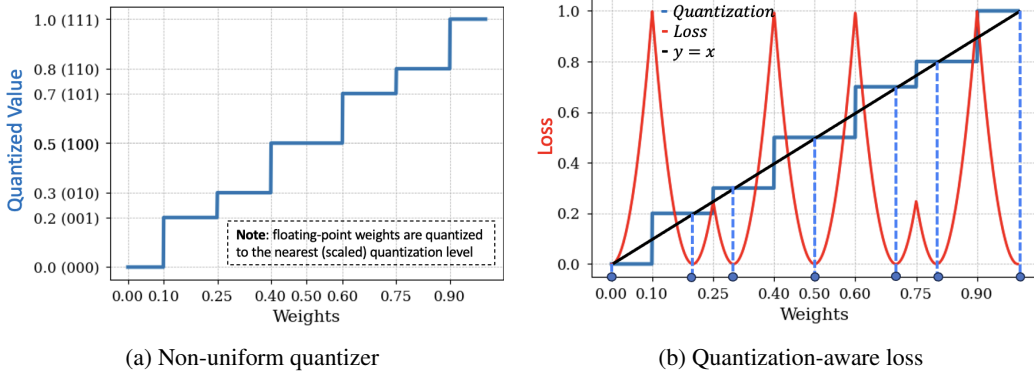 Quantized Value
1.0 (111)
0.8 (110)
0.7 (101)
0.5 (100)
0.3 (010)
0.2 (001)
0.0 (000)
Note: floating-point weights are quantized
to the nearest (scaled) quantization level
0.00 0.10 0.25 0.40 0.50 0.60 0.75 0.90
Weights
(a) Non-uniform quantizer
Loss
1.0
0.8
0.6
0.4
0.2
0.0
Quantization
Loss
y = x
0.00 0.10 0.25 0.40 0.50 0.60 0.75 0.90
Weights
(b) Quantization-aware loss